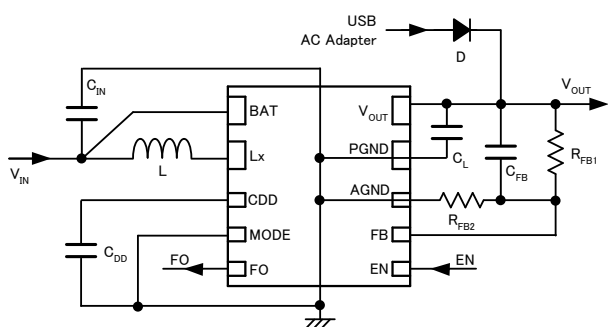 USB
AC Adapter
D
C_IN
BAT
V_OUT
V_OUT
PGND
C_L
C_FB
R_FB1
V_IN
L
Lx
CDD
AGND
R_FB2
C_DD
MODE
FB
FO
FO
EN
EN